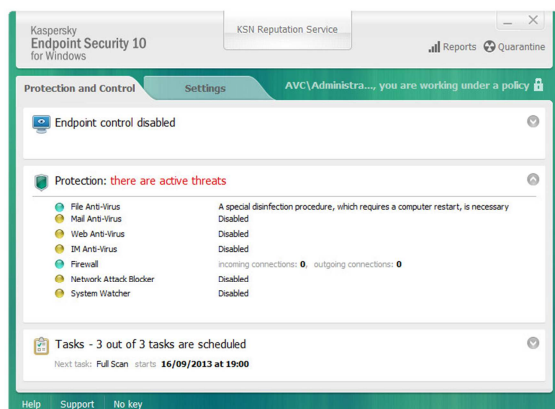 Kaspersky
Endpoint Security 10
for Windows
KSN Reputation Service
Reports Quarantine
Protection and Control
Settings
AVC\Administra..., you are working under a policy
Endpoint control disabled
Protection: there are active threats
File Anti-Virus A special disinfection procedure, which requires a computer restart, is necessary
Mail Anti-Virus Disabled
Web Anti-Virus Disabled
IM Anti-Virus Disabled
Firewall incoming connections: 0, outgoing connections: 0
Network Attack Blocker Disabled
System Watcher Disabled
Tasks - 3 out of 3 tasks are scheduled
Next task: Full Scan starts 16/09/2013 at 19:00
Help Support No key